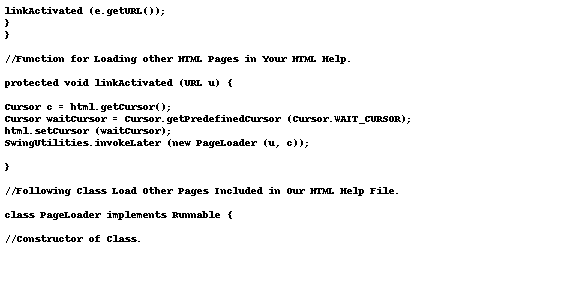 linkActivated (e.getURL());
}
}
//Function for Loading other HTML Pages in Your HTML Help.
protected void linkActivated (URL u) {
Cursor c = html.getCursor();
Cursor waitCursor = Cursor.getPredefinedCursor (Cursor.WAIT_CURSOR);
html.setCursor (waitCursor);
SwingUtilities.invokeLater (new PageLoader (u, c));
}
//Following Class Load Other Pages Included in Our HTML Help File.
class PageLoader implements Runnable {
//Constructor of Class.